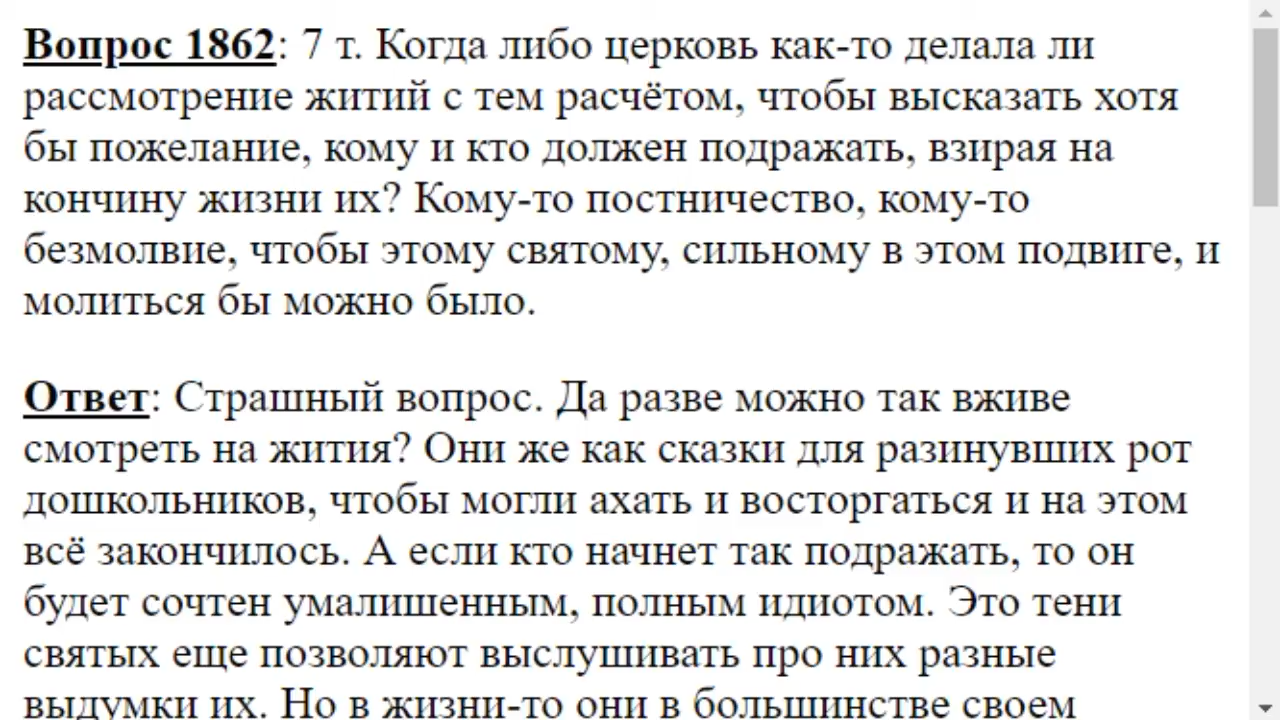 Вопрос 1862: 7 т. Когда либо церковь как-то делала ли
рассмотрение житий с тем расчётом, чтобы высказать хотя
бы пожелание, кому и кто должен подражать, взирая на
кончину жизни их? Кому-то постничество, кому-то
безмолвие, чтобы этому святому, сильному в этом подвиге, и
молиться бы можно было.
Ответ: Страшный вопрос. Да разве можно так вживе
смотреть на жития? Они же как сказки для разинувших рот
дошкольников, чтобы могли ахать и восторгаться и на этом
всё закончилось. А если кто начнет так подражать, то он
будет сочтен умалишенным, полным идиотом. Это тени
святых еще позволяют выслушивать про них разные
выдумки их. Но в жизни-то они в большинстве своем